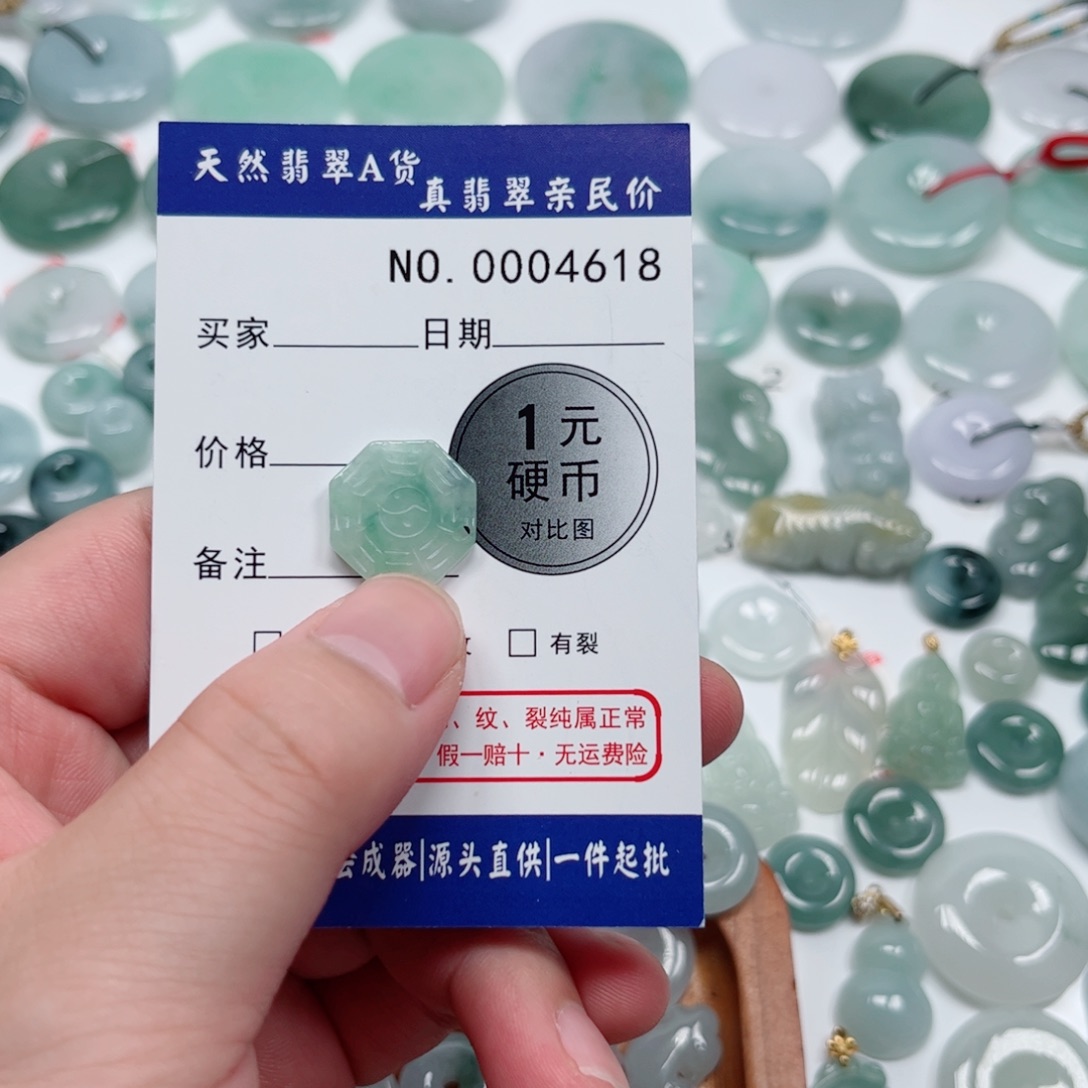 天然翡翠A货
真翡翠亲民价
NO. 0004618
买家 日期
价格
1元
硬币
对比图
备注
有裂
、纹、裂纯属正常
假一赔十·无运费险
成器|源头直供|一件起批